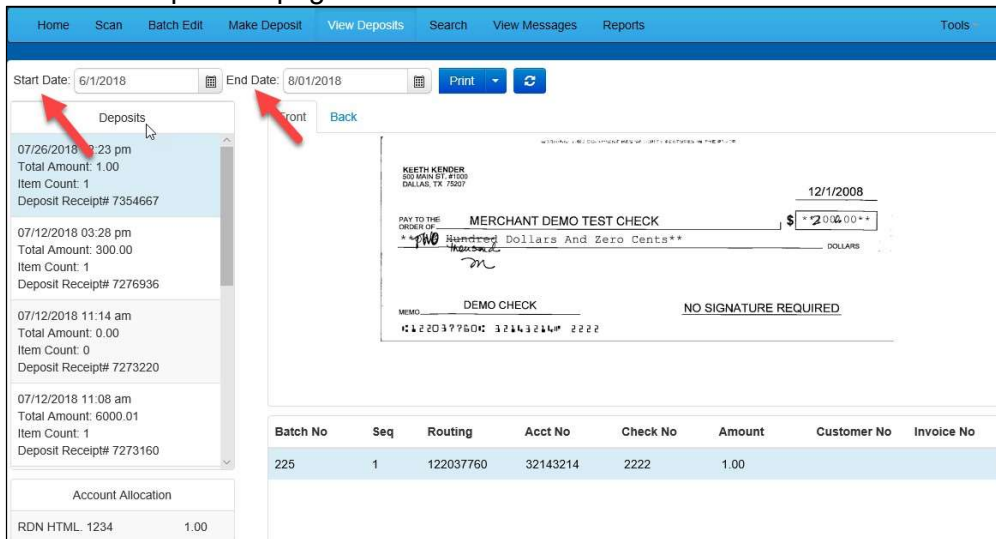 Home Scan Batch Edit Make Deposit View Deposits Search View Messages Reports Tools
Start Date: 6/1/2018 End Date: 8/01/2018 Print
Deposits
07/26/2018 :23 pm
Total Amount: 1.00
Item Count: 1
Deposit Receipt# 7354667
07/12/2018 03:28 pm
Total Amount: 300.00
Item Count: 1
Deposit Receipt# 7276936
07/12/2018 11:14 am
Total Amount: 0.00
Item Count: 0
Deposit Receipt# 7273220
07/12/2018 11:08 am
Total Amount: 6000.01
Item Count: 1
Deposit Receipt# 7273160
Account Allocation
RDN HTML. 1234 1.00
Front Back
KEETH KENDER
500 MAIN ST. #1000
DALLAS, TX 75207
12/1/2008
PAY TO THE
ORDER OF MERCHANT DEMO TEST CHECK $
Hundred Dollars And Zero Cents**
thousand
DOLLARS
MEMO DEMO CHECK NO SIGNATURE REQUIRED
⑆122037760⑆ 32143214⑈ 2222
Batch No Seq Routing Acct No Check No Amount Customer No Invoice No
225 1 122037760 32143214 2222 1.00